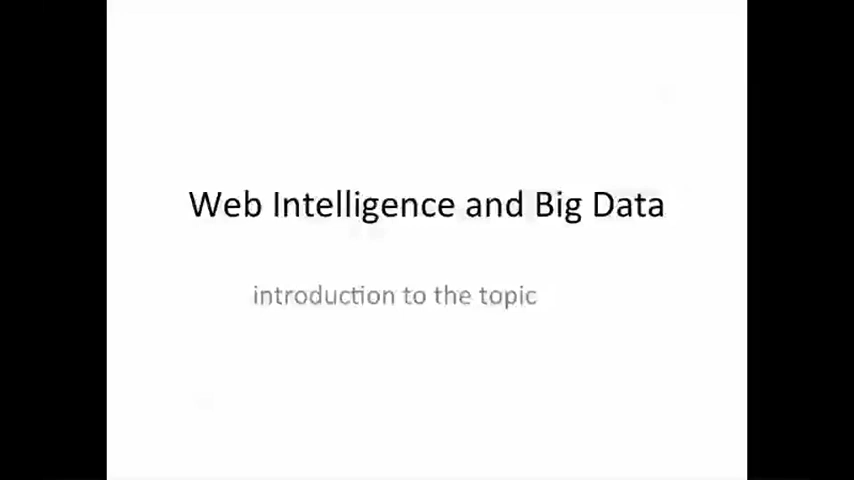 Web Intelligence and Big Data
introduction to the topic